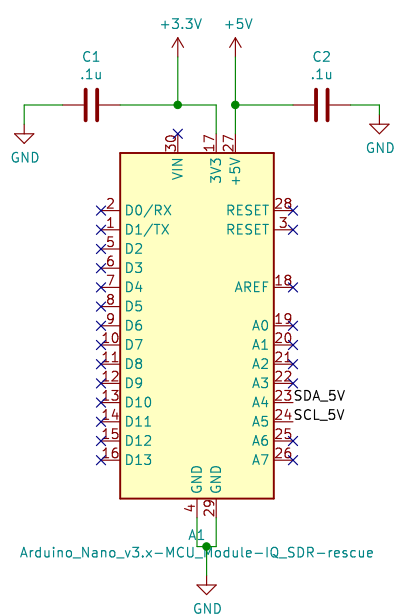 +3.3V +5V
C1 C2
.1u .1u
GND GND
30 17 27
VIN 3V3 +5V
2 D0/RX RESET 28
1 D1/TX RESET 3
5 D2
6 D3
7 D4 AREF 18
8 D5
9 D6 A0 19
10 D7 A1 20
11 D8 A2 21
12 D9 A3 22
13 D10 A4 23 SDA_5V
14 D11 A5 24 SCL_5V
15 D12 A6 25
16 D13 A7 26
GND GND
4 29
A1
Arduino_Nano_v3.x-MCU_Module-IQ_SDR-rescue
GND